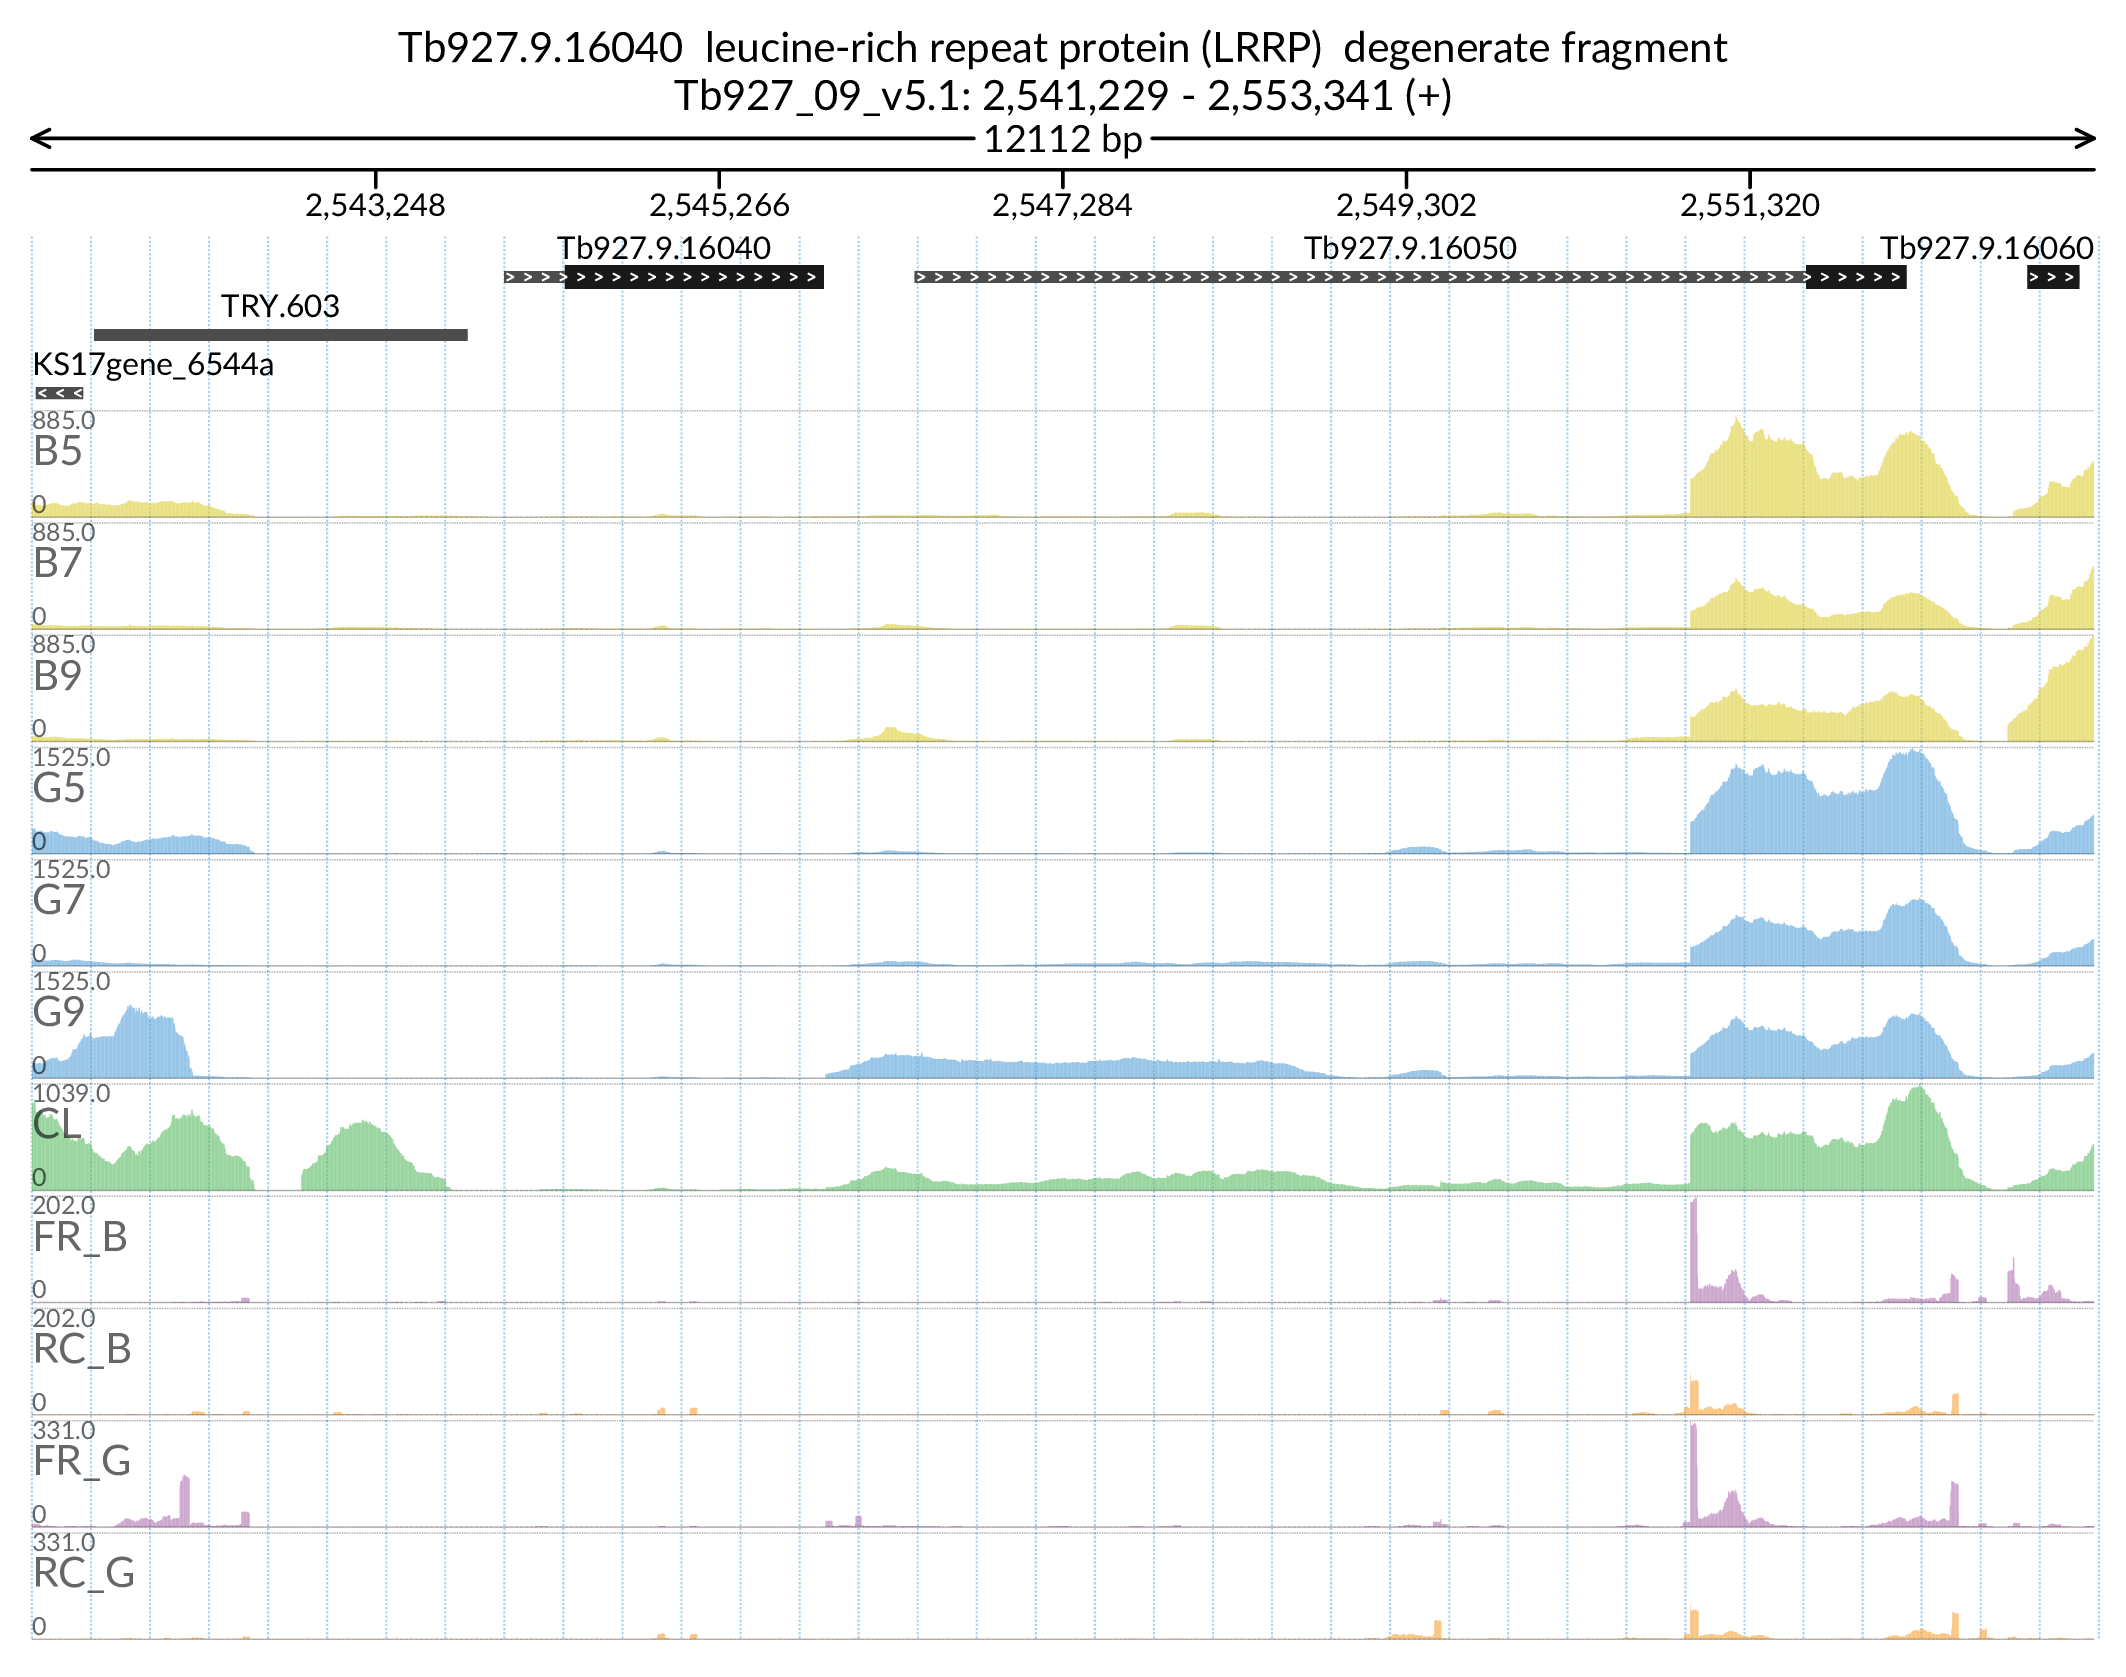 Tb927.9.16040  leucine-rich repeat protein (LRRP)  degenerate fragment
Tb927_09_v5.1: 2,541,229 - 2,553,341 (+)
12112 bp
2,543,248 2,545,266 2,547,284 2,549,302 2,551,320
Tb927.9.16040 Tb927.9.16050 Tb927.9.16060
TRY.603
KS17gene_6544a
885.0
B5
0
885.0
B7
0
885.0
B9
0
1525.0
G5
0
1525.0
G7
0
1525.0
G9
0
1039.0
CL
0
202.0
FR_B
0
202.0
RC_B
0
331.0
FR_G
0
331.0
RC_G
0